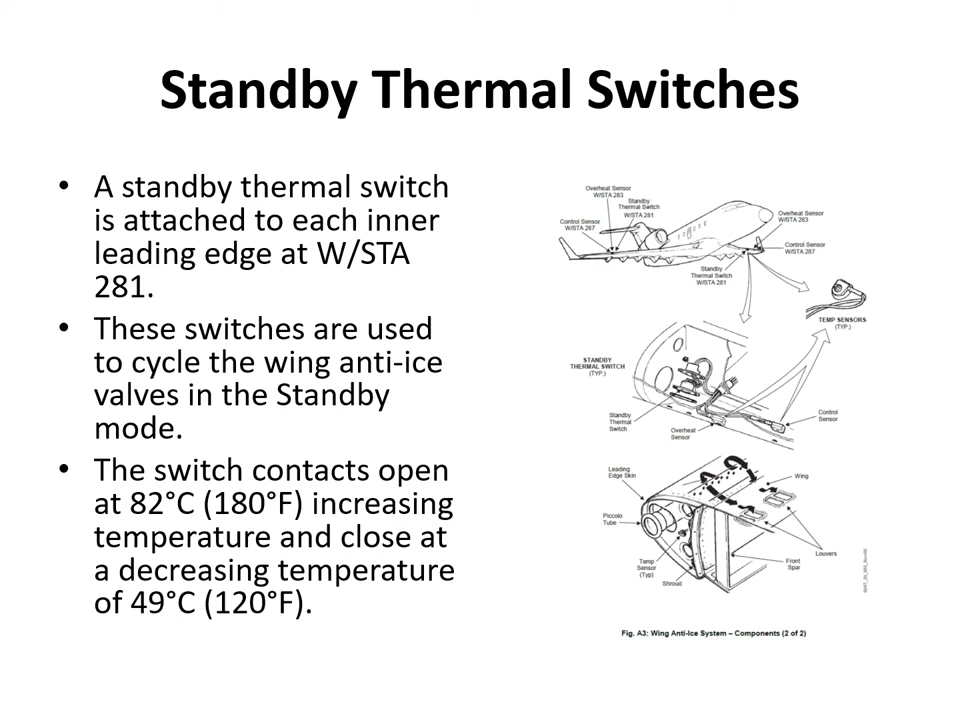 Standby Thermal Switches
• A standby thermal switch
is attached to each inner
leading edge at W/STA
281.
• These switches are used
to cycle the wing anti-ice
valves in the Standby
mode.
• The switch contacts open
at 82°C (180°F) increasing
temperature and close at
a decreasing temperature
of 49°C (120°F).
Overheat Sensor
W/STA 283
Standby
Thermal Switch
W/STA 281
Control Sensor
W/STA 287
Overheat Sensor
W/STA 283
Control Sensor
W/STA 287
Standby
Thermal Switch
W/STA 281
TEMP SENSORS
(TYP.)
STANDBY
THERMAL SWITCH
(TYP.)
Standby
Thermal
Switch
Overheat
Sensor
Control
Sensor
Leading
Edge Skin
Wing
Piccolo
Tube
Louvers
Temp
Sensor
(Typ)
Front
Spar
Shroud
Fig. A3: Wing Anti-Ice System – Components (2 of 2)